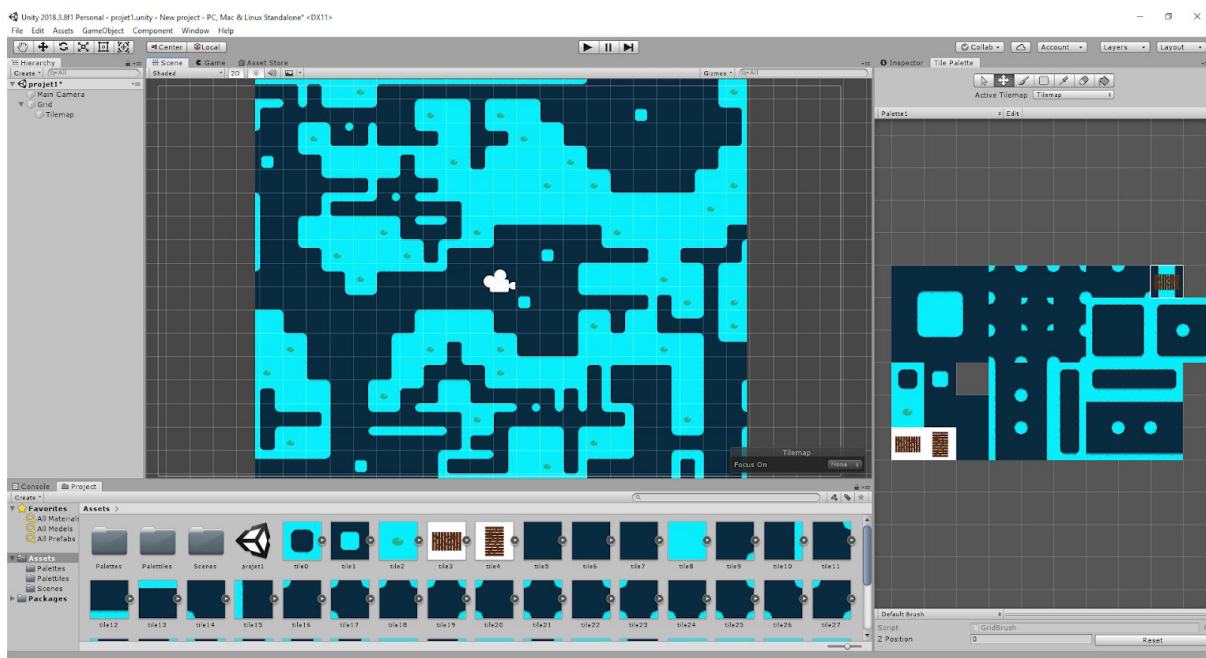 Unity 2018.3.8f1 Personal - projet1.unity - New project - PC, Mac & Linux Standalone* <DX11>
File Edit Assets GameObject Component Window Help
Center Local Collab Account Layers Layout
Hierarchy Scene Game Asset Store Inspector Tile Palette
Create All Shaded 2D Gizmos All
projet1*
Main Camera
Grid
Tilemap
Active Tilemap Tilemap
Palette1 Edit
Tilemap
Focus On None
Console Project
Create
Favorites Assets >
All Materials
All Models
All Prefabs
Assets
Palettes
Palettiles
Scenes
Packages
Palettes Palettiles Scenes projet1 tile0 tile1 tile2 tile3 tile4 tile5 tile6 tile7 tile8 tile9 tile10 tile11
tile12 tile13 tile14 tile15 tile16 tile17 tile18 tile19 tile20 tile21 tile22 tile23 tile24 tile25 tile26 tile27
Default Brush
Script GridBrush
Z Position 0 Reset